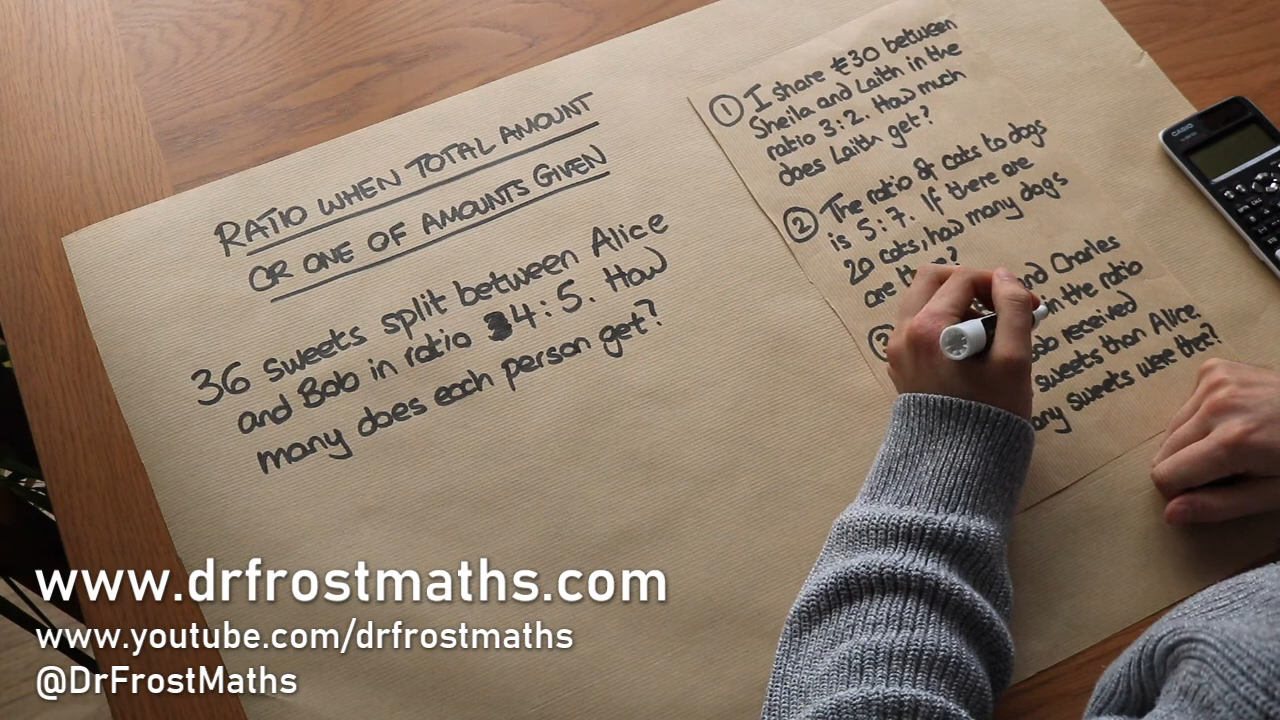 RATIO WHEN TOTAL AMOUNT
OR ONE OF AMOUNTS GIVEN
36 sweets split between Alice
and Bob in ratio 4:5. How
many does each person get?
① I share £30 between
Sheila and Laith in the
ratio 3:2. How much
does Laith get?
② The ratio of cats to dogs
is 5:7. If there are
20 cats, how many dogs
are
and Charles
in the ratio
received
sweets than Alice.
sweets were there?
CASIO
www.drfrostmaths.com
www.youtube.com/drfrostmaths
@DrFrostMaths